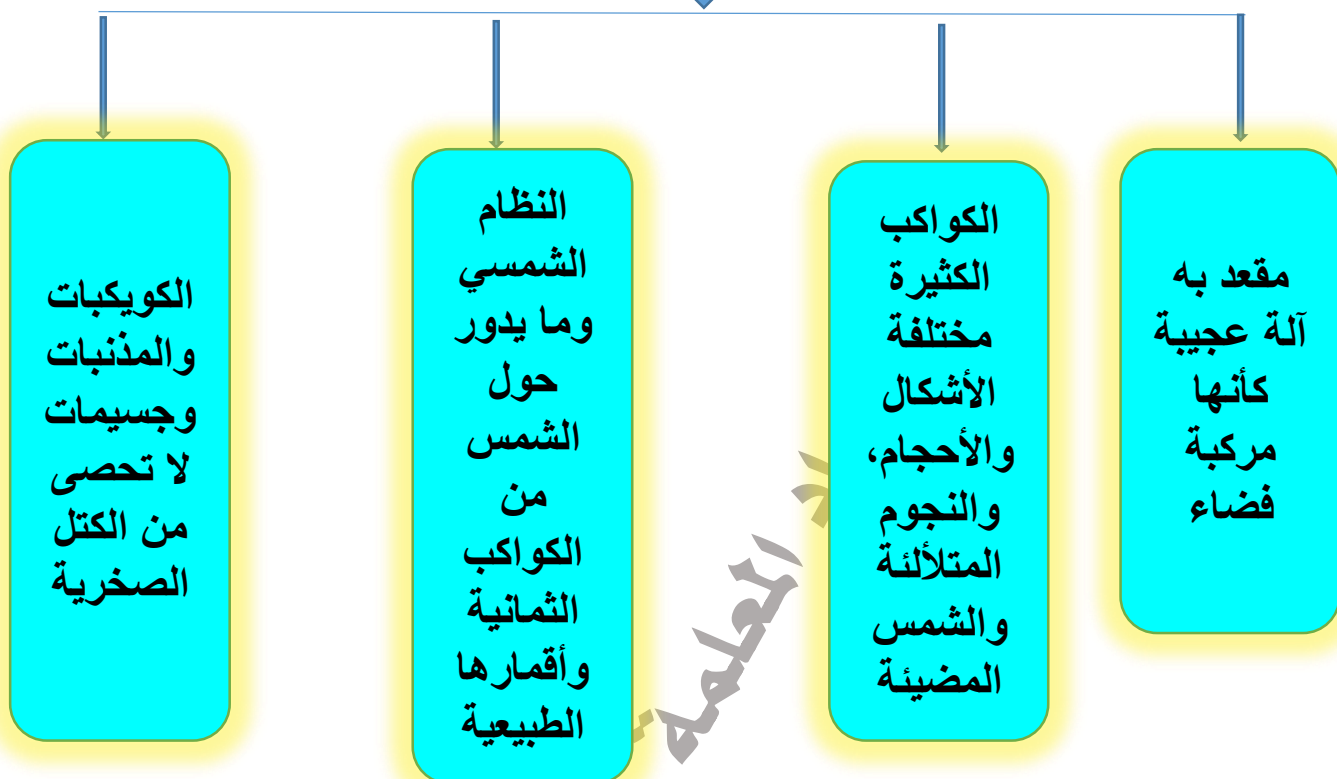 مقعد به
آلة عجيبة
كأنها
مركبة
فضاء
الكواكب
الكثيرة
مختلفة
الأشكال
والأحجام،
والنجوم
المتلألئة
والشمس
المضيئة
النظام
الشمسي
وما يدور
حول
الشمس
من
الكواكب
الثمانية
وأقمارها
الطبيعية
الكويكبات
والمذنبات
وجسيمات
لا تحصى
من الكتل
الصخرية
المعلمة